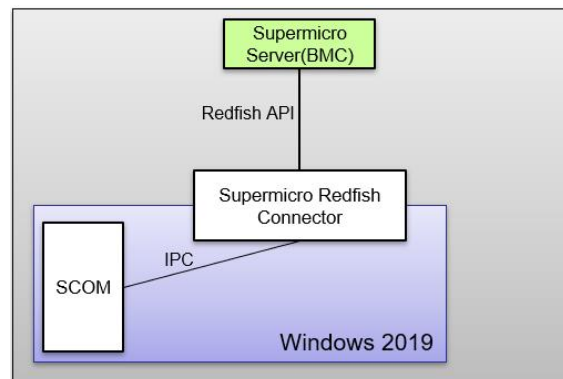 Supermicro
Server(BMC)
Redfish API
Supermicro Redfish
Connector
IPC
SCOM
Windows 2019